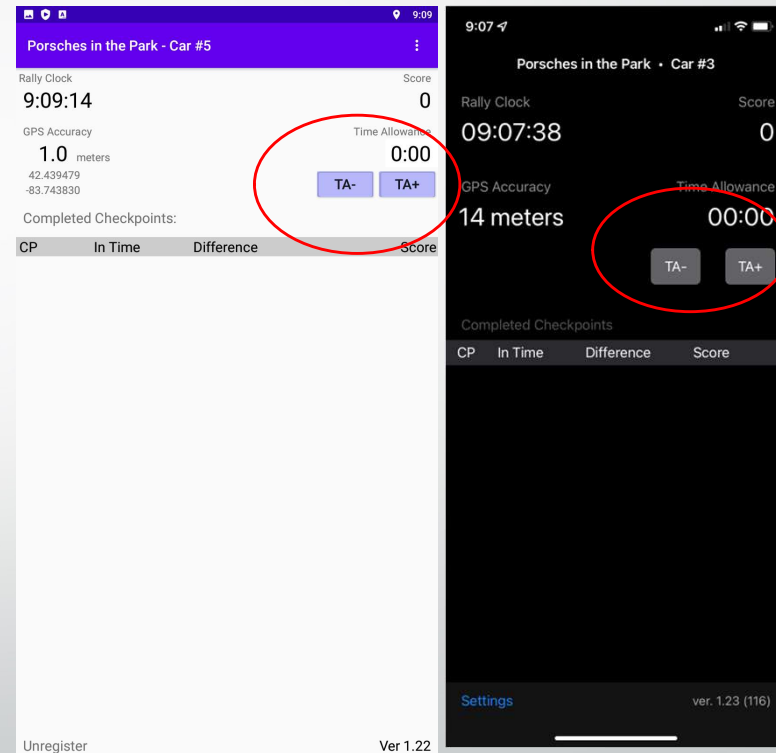 9:09
Porsches in the Park - Car #5
Rally Clock Score
9:09:14 0
GPS Accuracy Time Allowance
1.0 meters 0:00
42.439479
-83.743830
TA- TA+
Completed Checkpoints:
CP In Time Difference Score
Unregister Ver 1.22
9:07
Porsches in the Park • Car #3
Rally Clock Score
09:07:38 0
GPS Accuracy Time Allowance
14 meters 00:00
TA- TA+
Completed Checkpoints
CP In Time Difference Score
Settings ver. 1.23 (116)